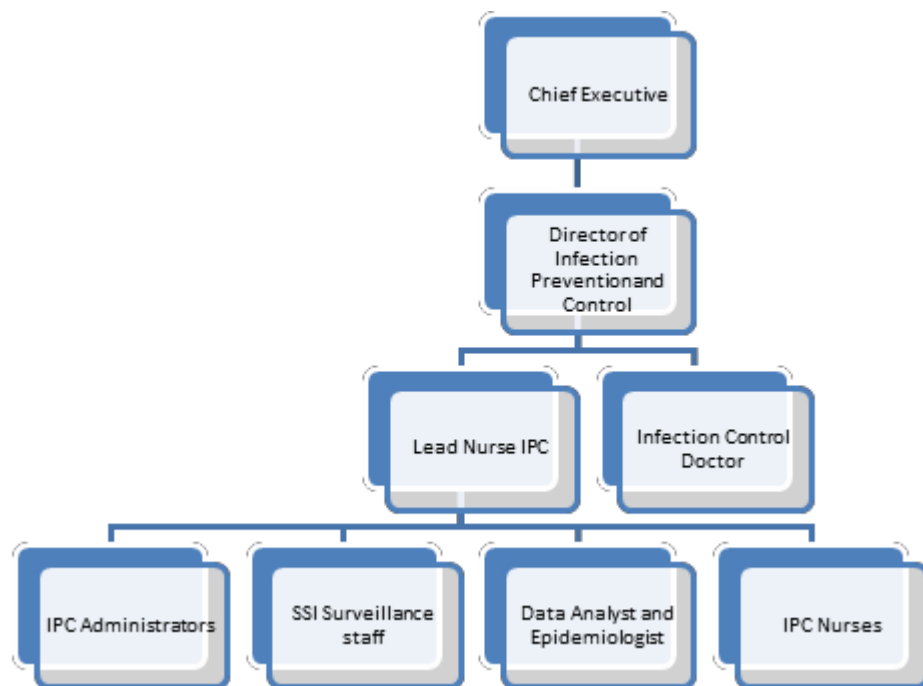 Chief Executive
Director of
Infection
Preventionand
Control
Lead Nurse IPC
Infection Control
Doctor
IPC Administrators
SSI Surveillance
staff
Data Analyst and
Epidemiologist
IPC Nurses